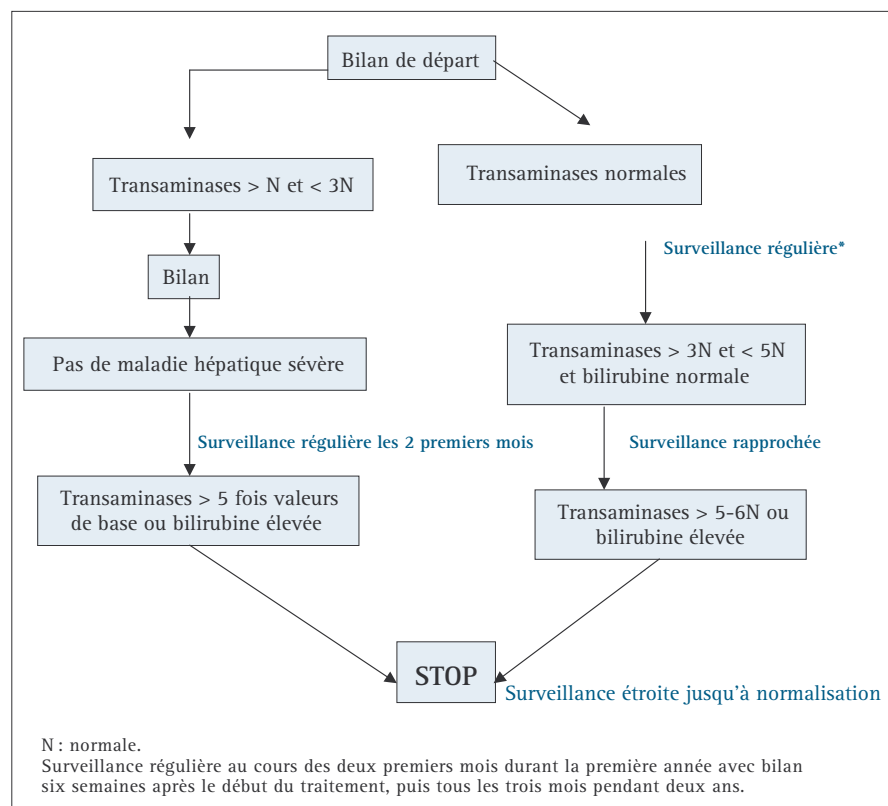 Bilan de départ
Transaminases > N et < 3N
Transaminases normales
Surveillance régulière*
Bilan
Pas de maladie hépatique sévère
Transaminases > 3N et < 5N
et bilirubine normale
Surveillance régulière les 2 premiers mois
Surveillance rapprochée
Transaminases > 5 fois valeurs
de base ou bilirubine élevée
Transaminases > 5-6N ou
bilirubine élevée
STOP
Surveillance étroite jusqu'à normalisation
N : normale.
Surveillance régulière au cours des deux premiers mois durant la première année avec bilan
six semaines après le début du traitement, puis tous les trois mois pendant deux ans.